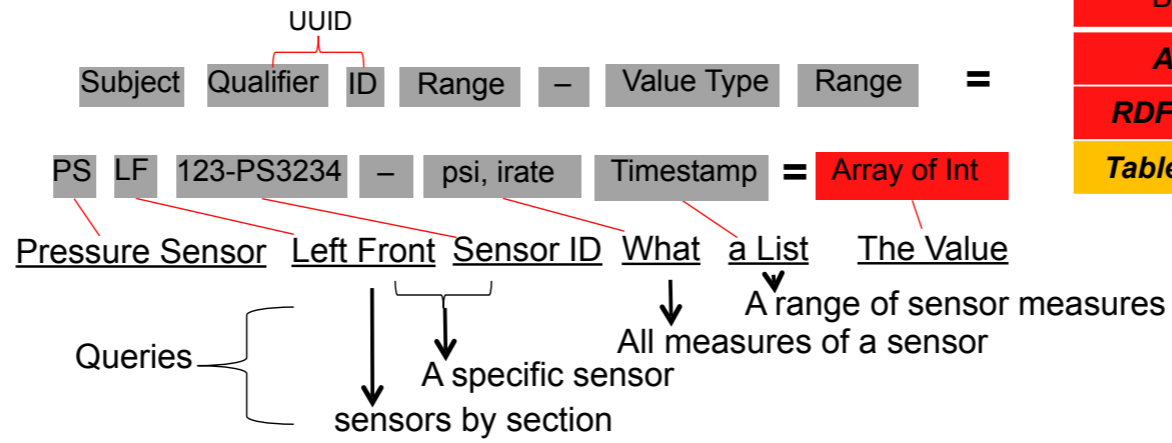 UUID
Subject Qualifier ID Range – Value Type Range =
PS LF 123-PS3234 – psi, irate Timestamp = Array of Int
Pressure Sensor Left Front Sensor ID What a List The Value
A range of sensor measures
All measures of a sensor
Queries
A specific sensor
sensors by section
RDF
Table